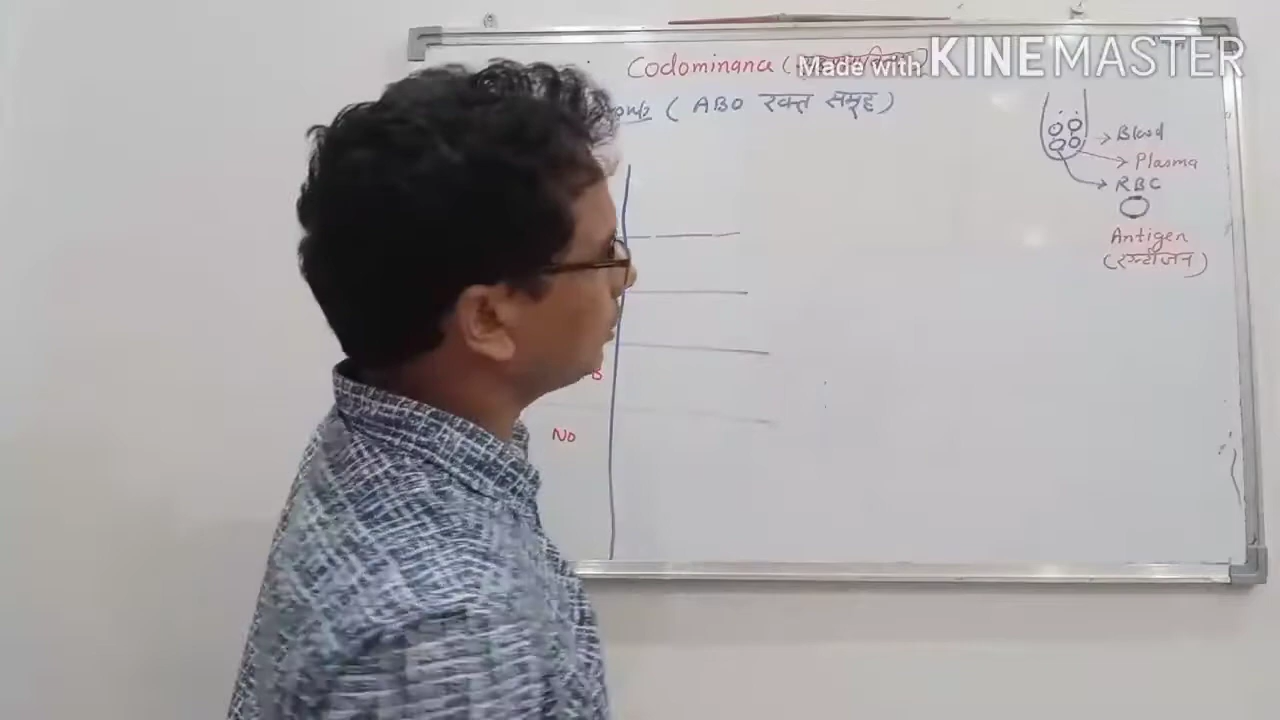 Made with KINEMASTER
Codominance (
( ABO रक्त समूह )
Blood
Plasma
RBC
Antigen
(एन्टीजन)
B
No